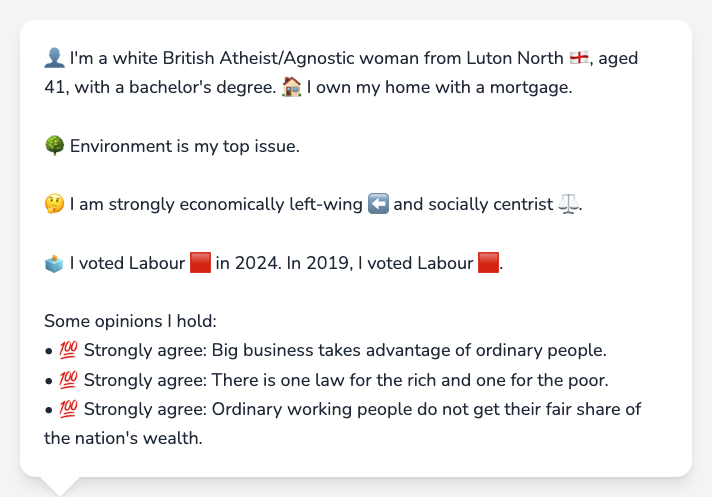 👤 I'm a white British Atheist/Agnostic woman from Luton North 🏴󠁧󠁢󠁥󠁮󠁧󠁿, aged
41, with a bachelor's degree. 🏠 I own my home with a mortgage.
🌳 Environment is my top issue.
🤔 I am strongly economically left-wing ⬅️ and socially centrist ⚖️.
🗳️ I voted Labour 🟥 in 2024. In 2019, I voted Labour 🟥.
Some opinions I hold:
• 💯 Strongly agree: Big business takes advantage of ordinary people.
• 💯 Strongly agree: There is one law for the rich and one for the poor.
• 💯 Strongly agree: Ordinary working people do not get their fair share of
the nation's wealth.